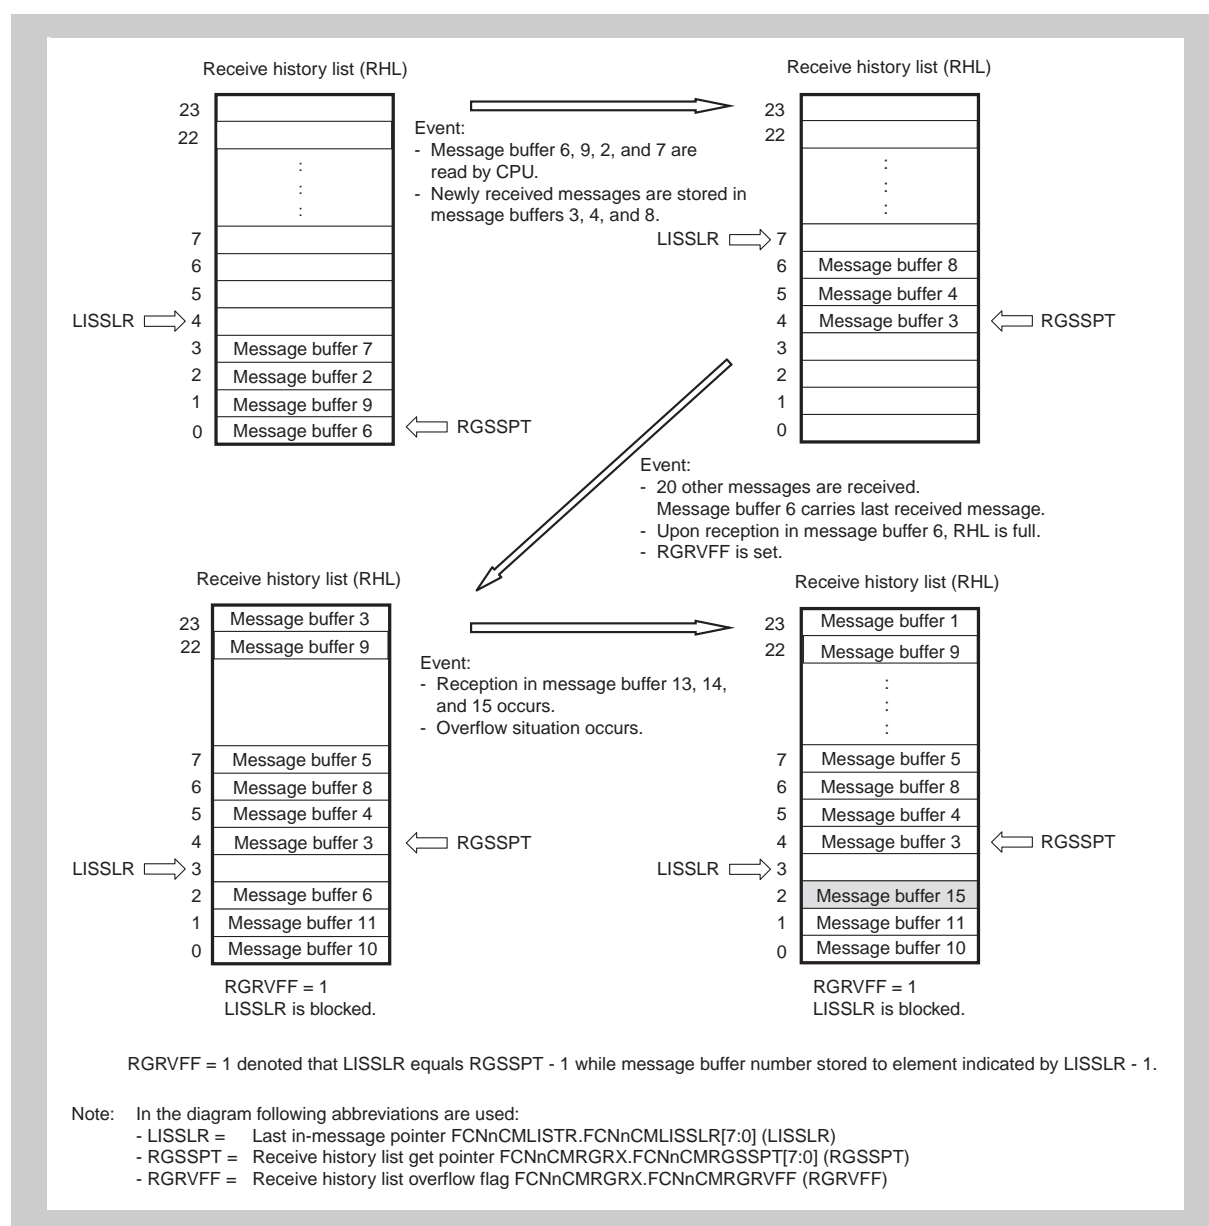 Receive history list (RHL)
23
22
:
:
:
7
6
5
LISSLR 4
3 Message buffer 7
2 Message buffer 2
1 Message buffer 9
0 Message buffer 6
RGSSPT
Event:
- Message buffer 6, 9, 2, and 7 are
read by CPU.
- Newly received messages are stored in
message buffers 3, 4, and 8.
Receive history list (RHL)
23
22
:
:
:
LISSLR 7
6 Message buffer 8
5 Message buffer 4
4 Message buffer 3 RGSSPT
3
2
1
0
Event:
- 20 other messages are received.
Message buffer 6 carries last received message.
- Upon reception in message buffer 6, RHL is full.
- RGRVFF is set.
Receive history list (RHL)
23 Message buffer 3
22 Message buffer 9
7 Message buffer 5
6 Message buffer 8
5 Message buffer 4
4 Message buffer 3 RGSSPT
LISSLR 3
2 Message buffer 6
1 Message buffer 11
0 Message buffer 10
RGRVFF = 1
LISSLR is blocked.
Event:
- Reception in message buffer 13, 14,
and 15 occurs.
- Overflow situation occurs.
Receive history list (RHL)
23 Message buffer 1
22 Message buffer 9
:
:
:
7 Message buffer 5
6 Message buffer 8
5 Message buffer 4
4 Message buffer 3 RGSSPT
LISSLR 3
2 Message buffer 15
1 Message buffer 11
0 Message buffer 10
RGRVFF = 1
LISSLR is blocked.
RGRVFF = 1 denoted that LISSLR equals RGSSPT - 1 while message buffer number stored to element indicated by LISSLR - 1.
Note: In the diagram following abbreviations are used:
- LISSLR = Last in-message pointer FCNnCMLISTR.FCNnCMLISSLR[7:0] (LISSLR)
- RGSSPT = Receive history list get pointer FCNnCMRGRX.FCNnCMRGSSPT[7:0] (RGSSPT)
- RGRVFF = Receive history list overflow flag FCNnCMRGRX.FCNnCMRGRVFF (RGRVFF)